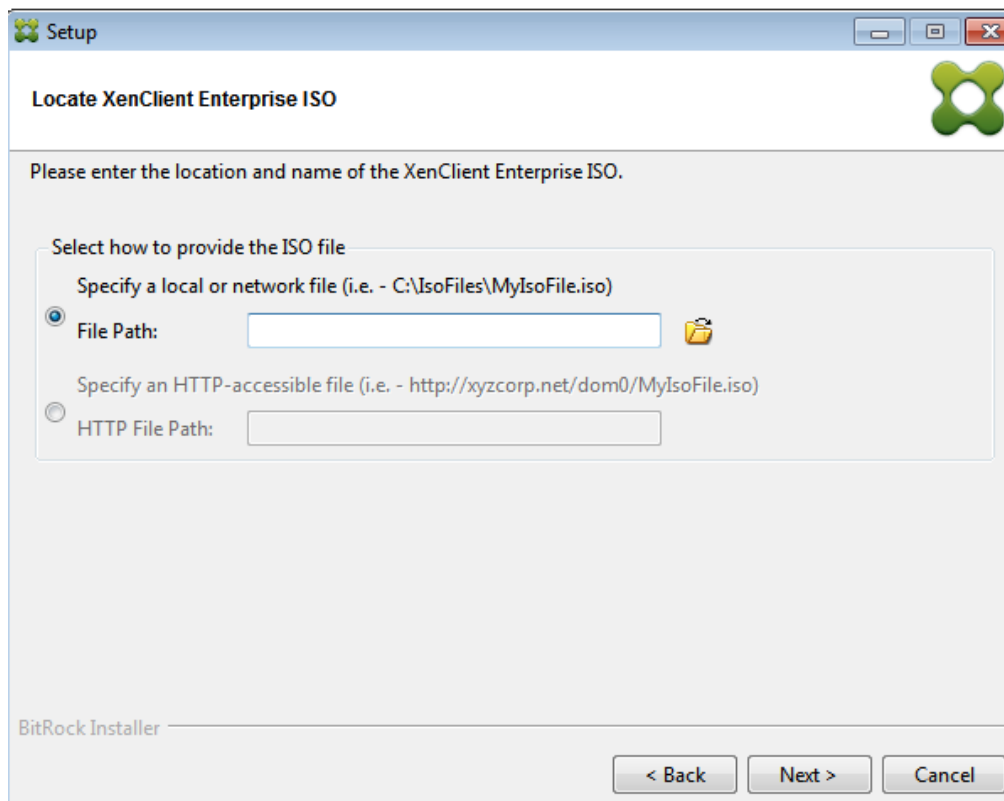 Setup
Locate XenClient Enterprise ISO
Please enter the location and name of the XenClient Enterprise ISO.
Select how to provide the ISO file
Specify a local or network file (i.e. - C:\IsoFiles\MyIsoFile.iso)
File Path:
Specify an HTTP-accessible file (i.e. - http://xyzcorp.net/dom0/MyIsoFile.iso)
HTTP File Path:
BitRock Installer
< Back Next > Cancel